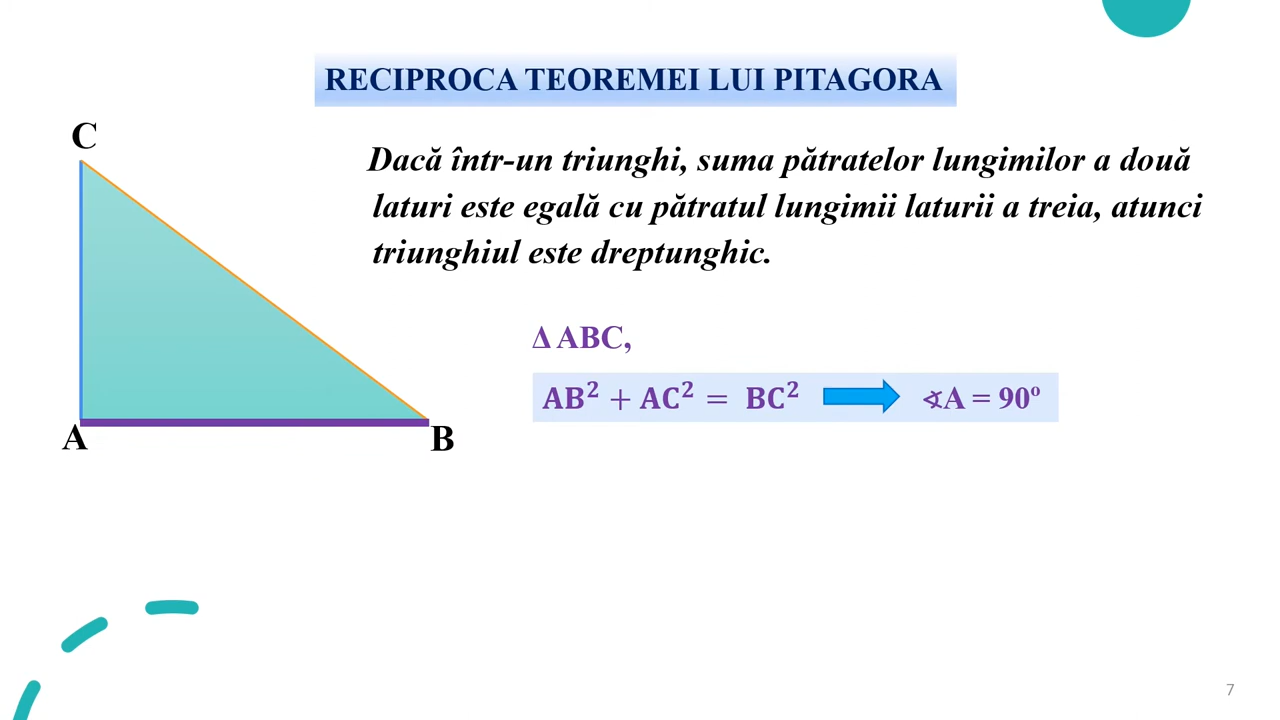 RECIPROCA TEOREMEI LUI PITAGORA
C
Dacă într-un triunghi, suma pătratelor lungimilor a două
laturi este egală cu pătratul lungimii laturii a treia, atunci
triunghiul este dreptunghic.
Δ ABC,
AB² + AC² = BC² ∢A = 90º
A
B
7